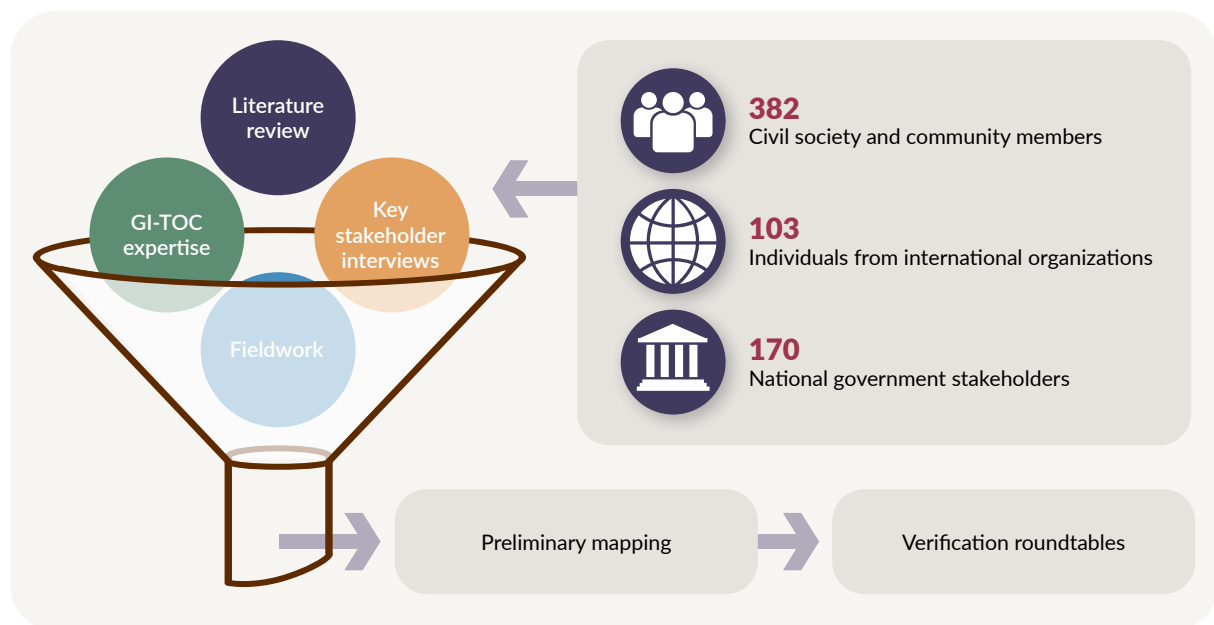 Literature
review
GI-TOC
expertise
Key
stakeholder
interviews
Fieldwork
382
Civil society and community members
103
Individuals from international organizations
170
National government stakeholders
Preliminary mapping
Verification roundtables